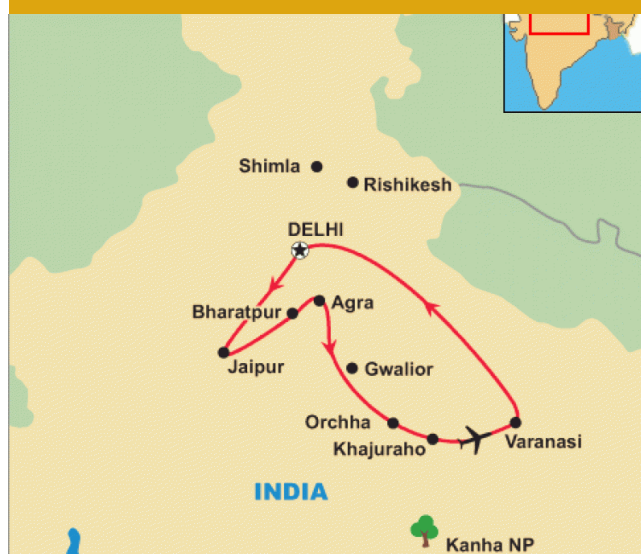 Shimla
Rishikesh
DELHI
Bharatpur
Agra
Jaipur
Gwalior
Orchha
Khajuraho
Varanasi
INDIA
Kanha NP